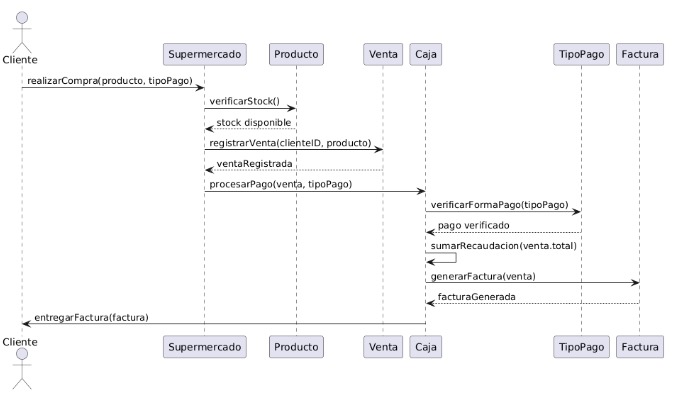 Cliente
Supermercado Producto Venta Caja TipoPago Factura
realizarCompra(producto, tipoPago)
verificarStock()
stock disponible
registrarVenta(clienteID, producto)
ventaRegistrada
procesarPago(venta, tipoPago)
verificarFormaPago(tipoPago)
pago verificado
sumarRecaudacion(venta.total)
generarFactura(venta)
facturaGenerada
entregarFactura(factura)
Cliente
Supermercado Producto Venta Caja TipoPago Factura